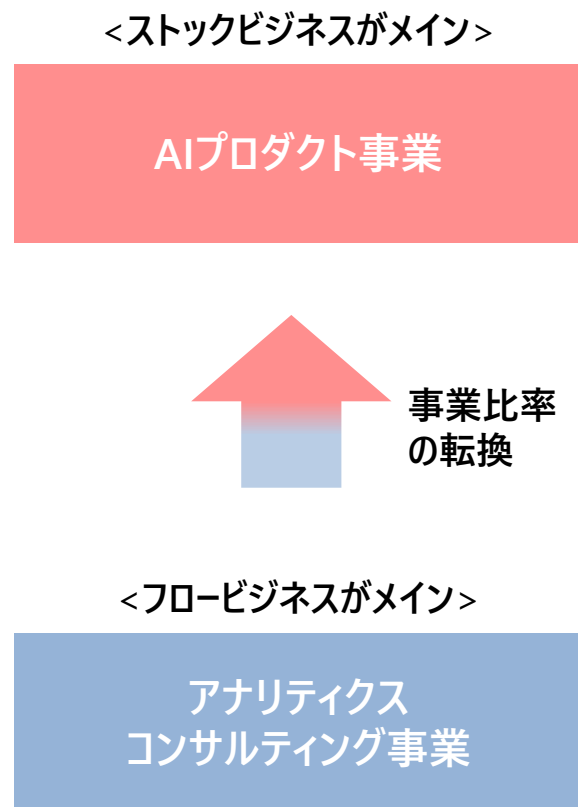 <ストックビジネスがメイン>
AIプロダクト事業
事業比率
の転換
<フロービジネスがメイン>
アナリティクス
コンサルティング事業